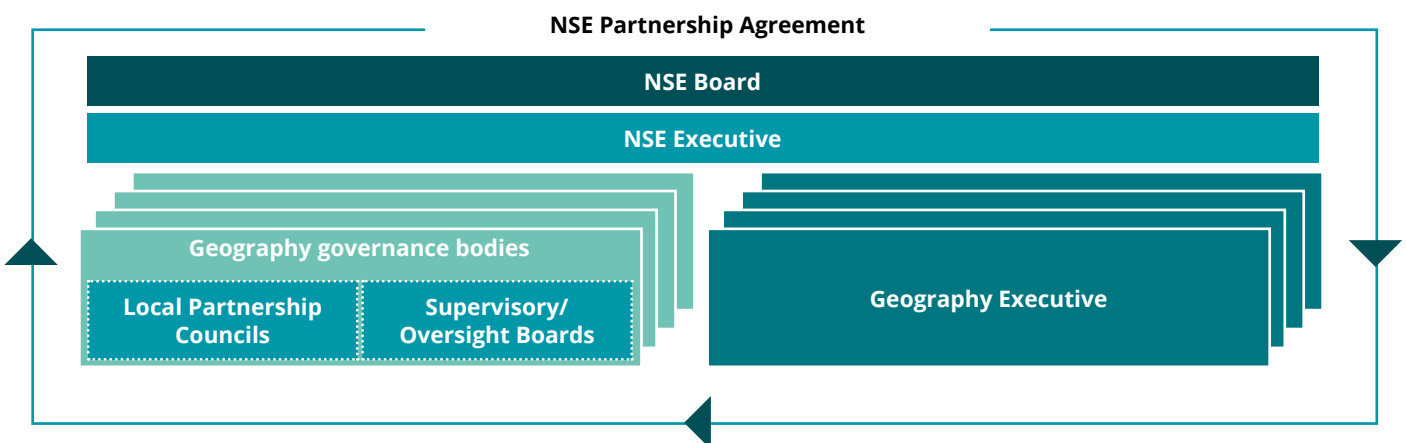 NSE Partnership Agreement
NSE Board
NSE Executive
Geography governance bodies
Local Partnership
Councils
Supervisory/
Oversight Boards
Geography Executive